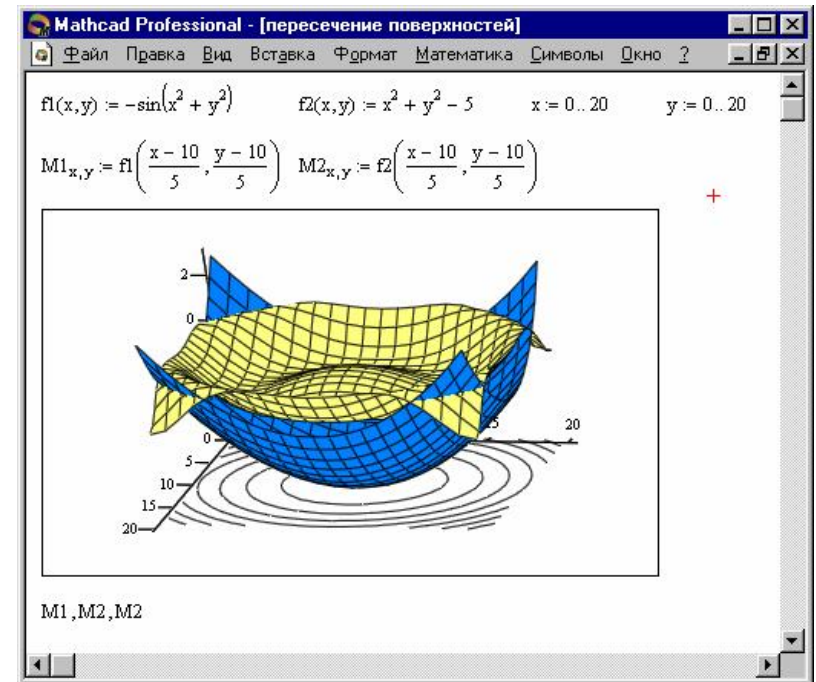 Mathcad Professional - [пересечение поверхностей]
Файл Правка Вид Вставка Формат Математика Символы Окно ?
f1(x,y) := -sin(x² + y²) f2(x,y) := x² + y² - 5 x := 0.. 20 y := 0.. 20
M1x,y := f1((x - 10)/5, (y - 10)/5) M2x,y := f2((x - 10)/5, (y - 10)/5)
2
0
0
5
10
15
20
20
M1,M2,M2